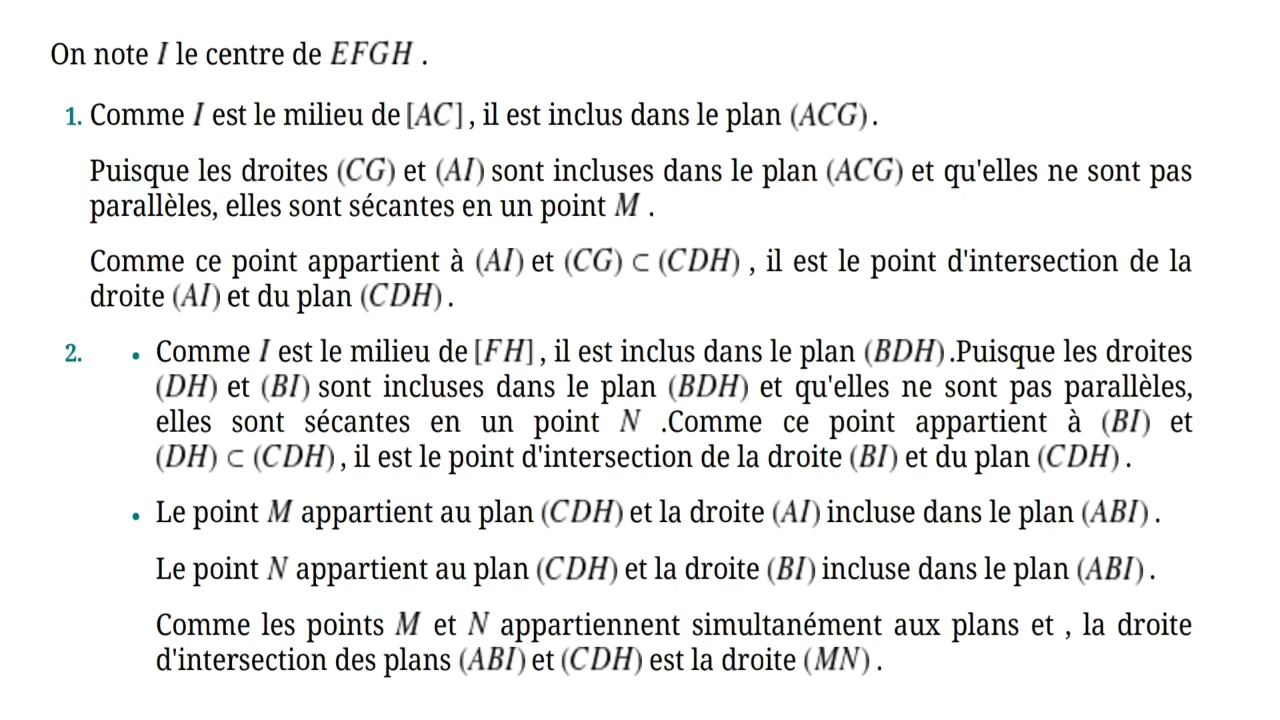 On note I le centre de EFGH .
1. Comme I est le milieu de [AC] , il est inclus dans le plan (ACG) .
Puisque les droites (CG) et (AI) sont incluses dans le plan (ACG) et qu'elles ne sont pas
parallèles, elles sont sécantes en un point M .
Comme ce point appartient à (AI) et (CG) ⊂ (CDH) , il est le point d'intersection de la
droite (AI) et du plan (CDH) .
2. • Comme I est le milieu de [FH] , il est inclus dans le plan (BDH) .Puisque les droites
(DH) et (BI) sont incluses dans le plan (BDH) et qu'elles ne sont pas parallèles,
elles sont sécantes en un point N .Comme ce point appartient à (BI) et
(DH) ⊂ (CDH) , il est le point d'intersection de la droite (BI) et du plan (CDH) .
• Le point M appartient au plan (CDH) et la droite (AI) incluse dans le plan (ABI) .
Le point N appartient au plan (CDH) et la droite (BI) incluse dans le plan (ABI) .
Comme les points M et N appartiennent simultanément aux plans et , la droite
d'intersection des plans (ABI) et (CDH) est la droite (MN) .